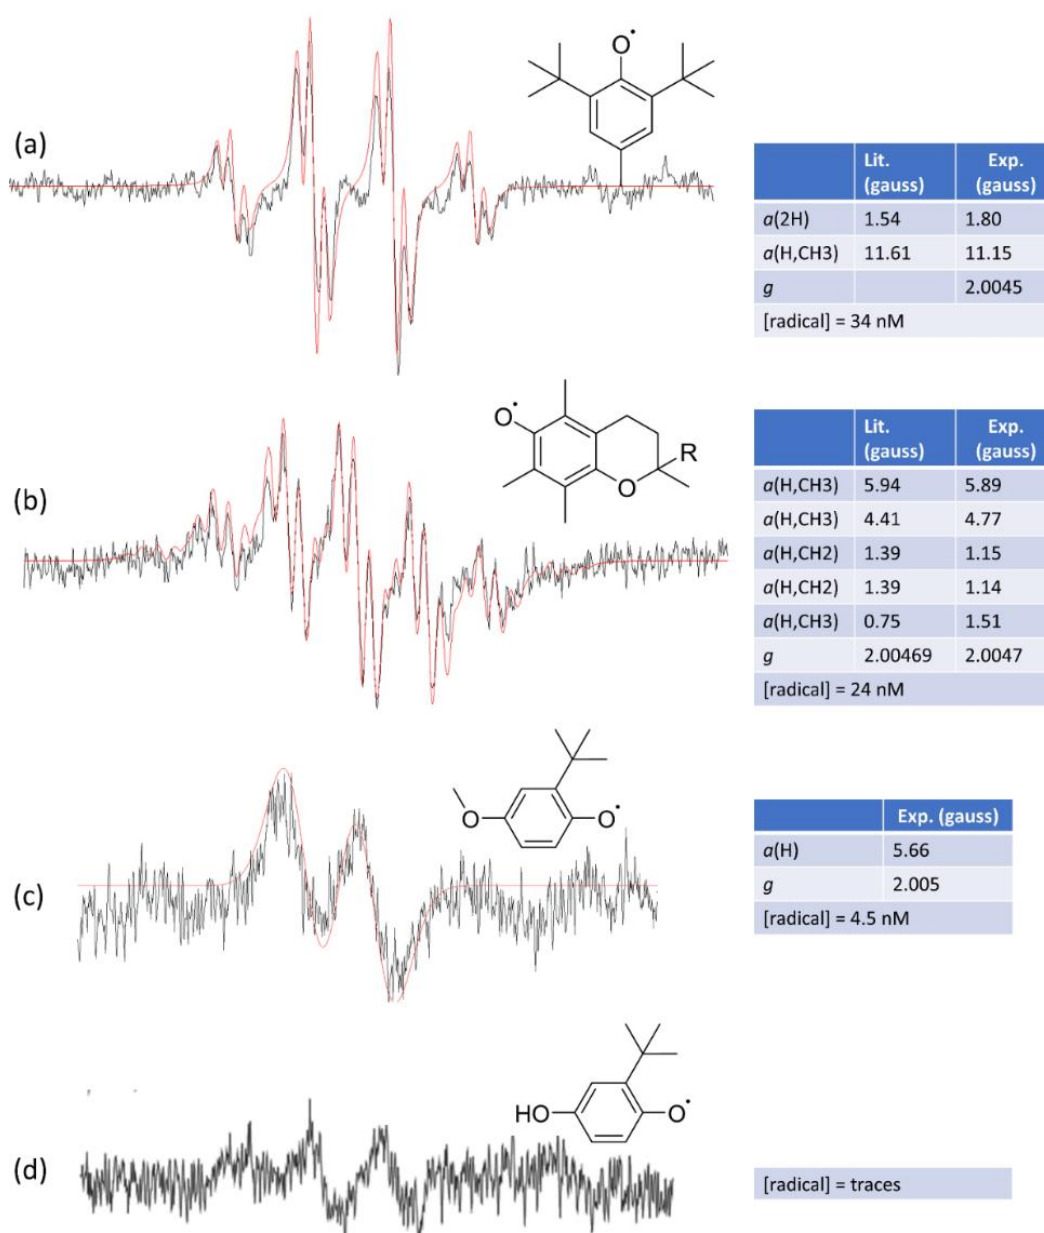 (a)
O•
Lit. (gauss) Exp. (gauss)
a(2H) 1.54 1.80
a(H,CH3) 11.61 11.15
g 2.0045
[radical] = 34 nM
(b)
O•
R
O
Lit. (gauss) Exp. (gauss)
a(H,CH3) 5.94 5.89
a(H,CH3) 4.41 4.77
a(H,CH2) 1.39 1.15
a(H,CH2) 1.39 1.14
a(H,CH3) 0.75 1.51
g 2.00469 2.0047
[radical] = 24 nM
(c)
O O•
Exp. (gauss)
a(H) 5.66
g 2.005
[radical] = 4.5 nM
(d)
HO O•
[radical] = traces